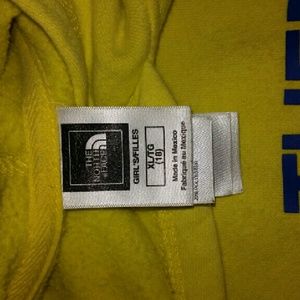 THE
NORTH
FACE
GIRL'S/FILLES
XL/TG
(18)
Made in Mexico
Fabriqué au Mexique